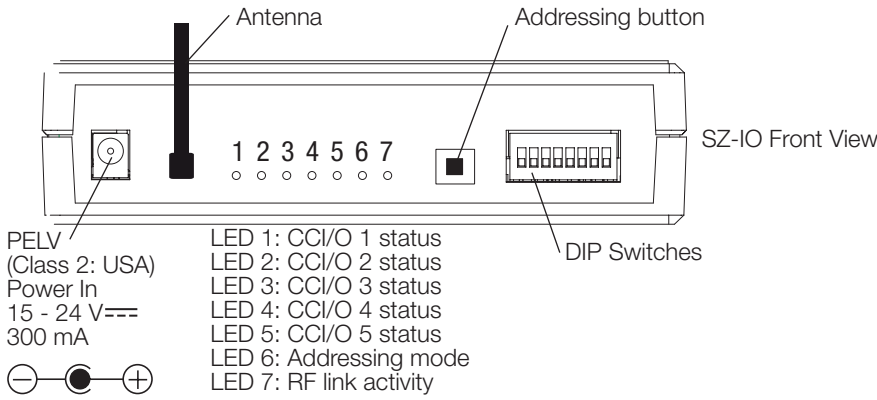 Antenna
Addressing button
1 2 3 4 5 6 7
SZ-IO Front View
DIP Switches
PELV
(Class 2: USA)
Power In
15 - 24 V⎓
300 mA
LED 1: CCI/O 1 status
LED 2: CCI/O 2 status
LED 3: CCI/O 3 status
LED 4: CCI/O 4 status
LED 5: CCI/O 5 status
LED 6: Addressing mode
LED 7: RF link activity